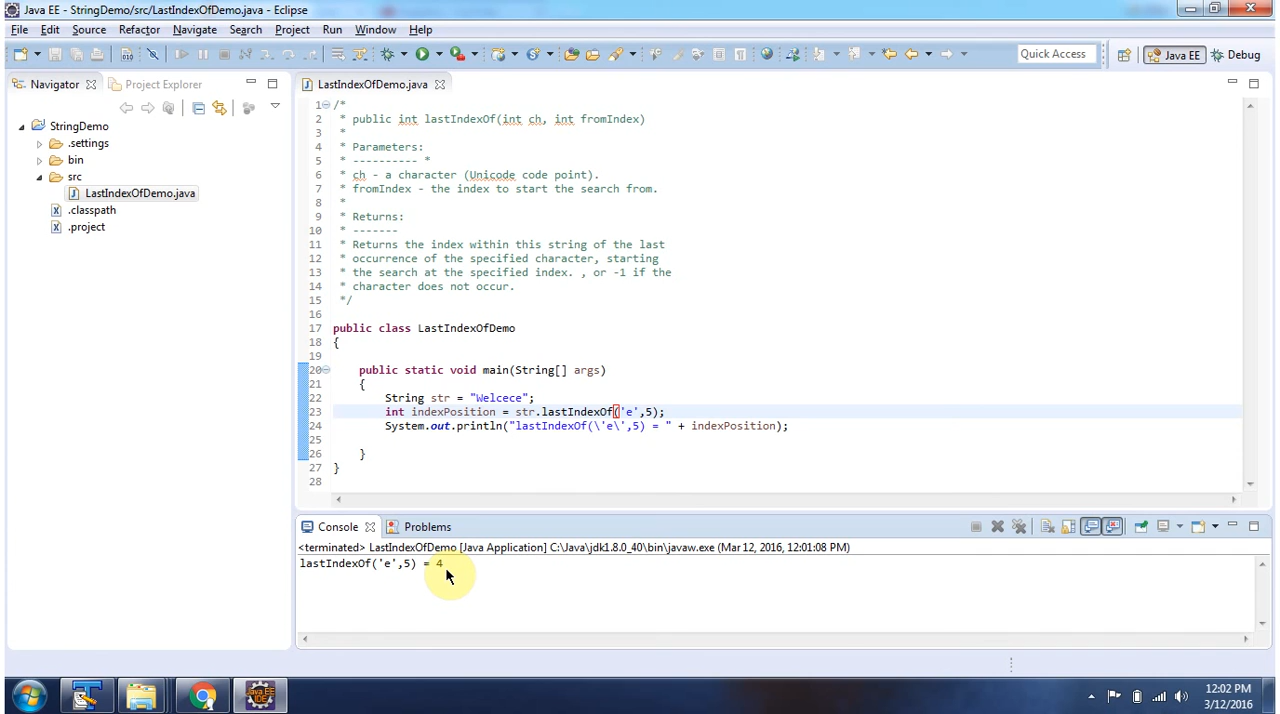 Java EE - StringDemo/src/LastIndexOfDemo.java - Eclipse
File Edit Source Refactor Navigate Search Project Run Window Help
Quick Access Java EE Debug
Navigator Project Explorer
StringDemo
.settings
bin
src
LastIndexOfDemo.java
.classpath
.project
LastIndexOfDemo.java
1 /*
2 * public int lastIndexOf(int ch, int fromIndex)
3 *
4 * Parameters:
5 * ---------- *
6 * ch - a character (Unicode code point).
7 * fromIndex - the index to start the search from.
8 *
9 * Returns:
10 * -------
11 * Returns the index within this string of the last
12 * occurrence of the specified character, starting
13 * the search at the specified index. , or -1 if the
14 * character does not occur.
15 */
16
17 public class LastIndexOfDemo
18 {
19
20 public static void main(String[] args)
21 {
22 String str = "Welcece";
23 int indexPosition = str.lastIndexOf('e',5);
24 System.out.println("lastIndexOf(\'e\',5) = " + indexPosition);
25
26 }
27 }
28
Console Problems
<terminated> LastIndexOfDemo [Java Application] C:\Java\jdk1.8.0_40\bin\javaw.exe (Mar 12, 2016, 12:01:08 PM)
lastIndexOf('e',5) = 4
Java EE
IDE
12:02 PM
3/12/2016